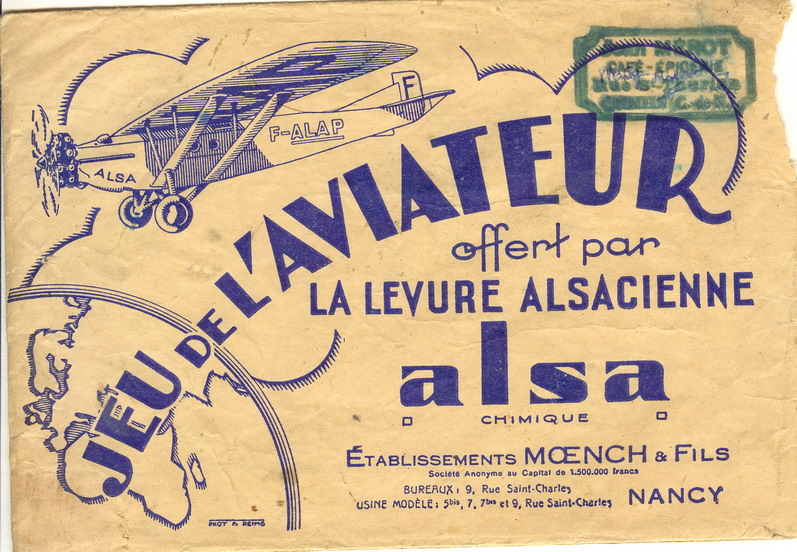 MÉROT
CAFÉ-ÉPICERIE
F
F-ALAP
ALSA
JEU DE L'AVIATEUR
offert par
LA LEVURE ALSACIENNE
alsa
CHIMIQUE
ÉTABLISSEMENTS MŒNCH & FILS
Société Anonyme au Capital de 1.500.000 francs
BUREAUX : 9, Rue Saint-Charles
USINE MODÈLE : 5bis, 7, 7bis et 9, Rue Saint-Charles
NANCY